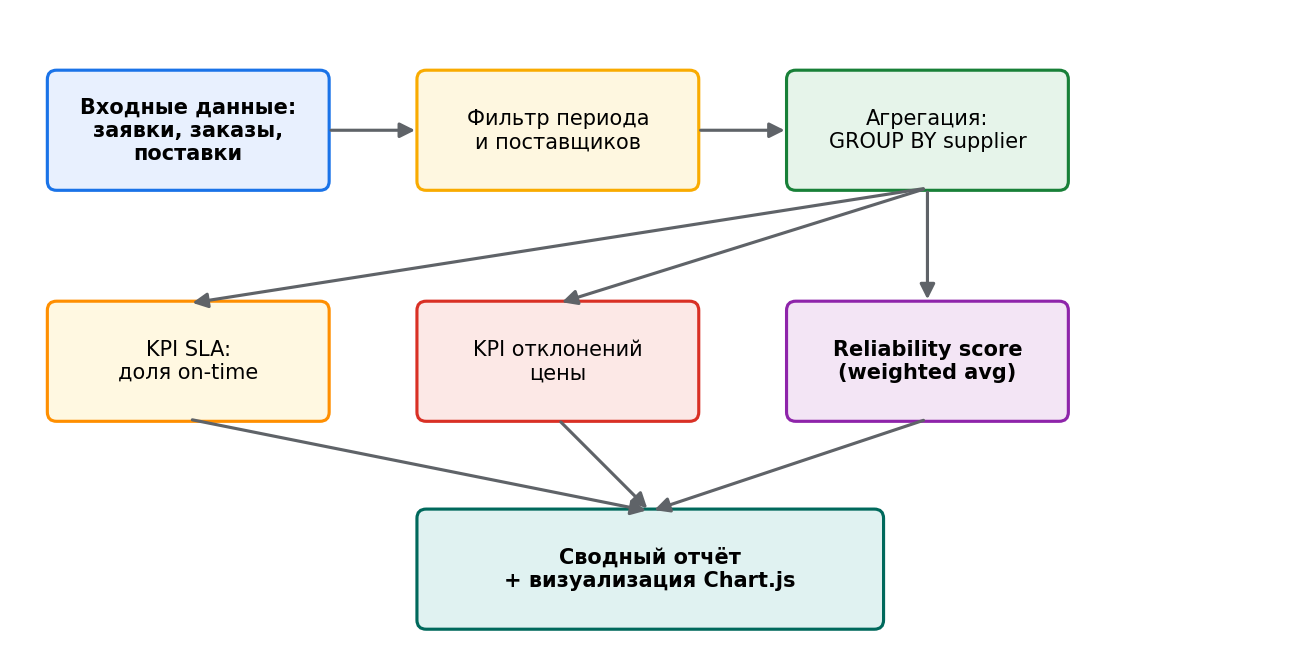 Входные данные:
заявки, заказы,
поставки
Фильтр периода
и поставщиков
Агрегация:
GROUP BY supplier
KPI SLA:
доля on-time
KPI отклонений
цены
Reliability score
(weighted avg)
Сводный отчёт
+ визуализация Chart.js